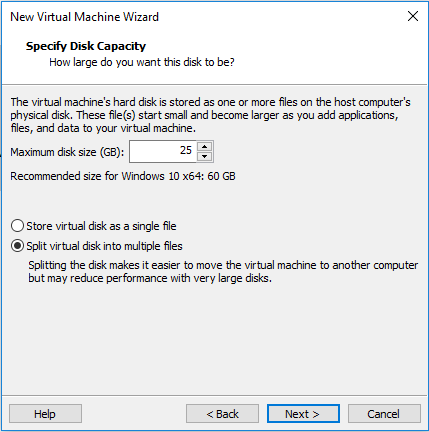 New Virtual Machine Wizard
Specify Disk Capacity
How large do you want this disk to be?
The virtual machine's hard disk is stored as one or more files on the host computer's
physical disk. These file(s) start small and become larger as you add applications,
files, and data to your virtual machine.
Maximum disk size (GB): 25
Recommended size for Windows 10 x64: 60 GB
Store virtual disk as a single file
Split virtual disk into multiple files
Splitting the disk makes it easier to move the virtual machine to another computer
but may reduce performance with very large disks.
Help < Back Next > Cancel